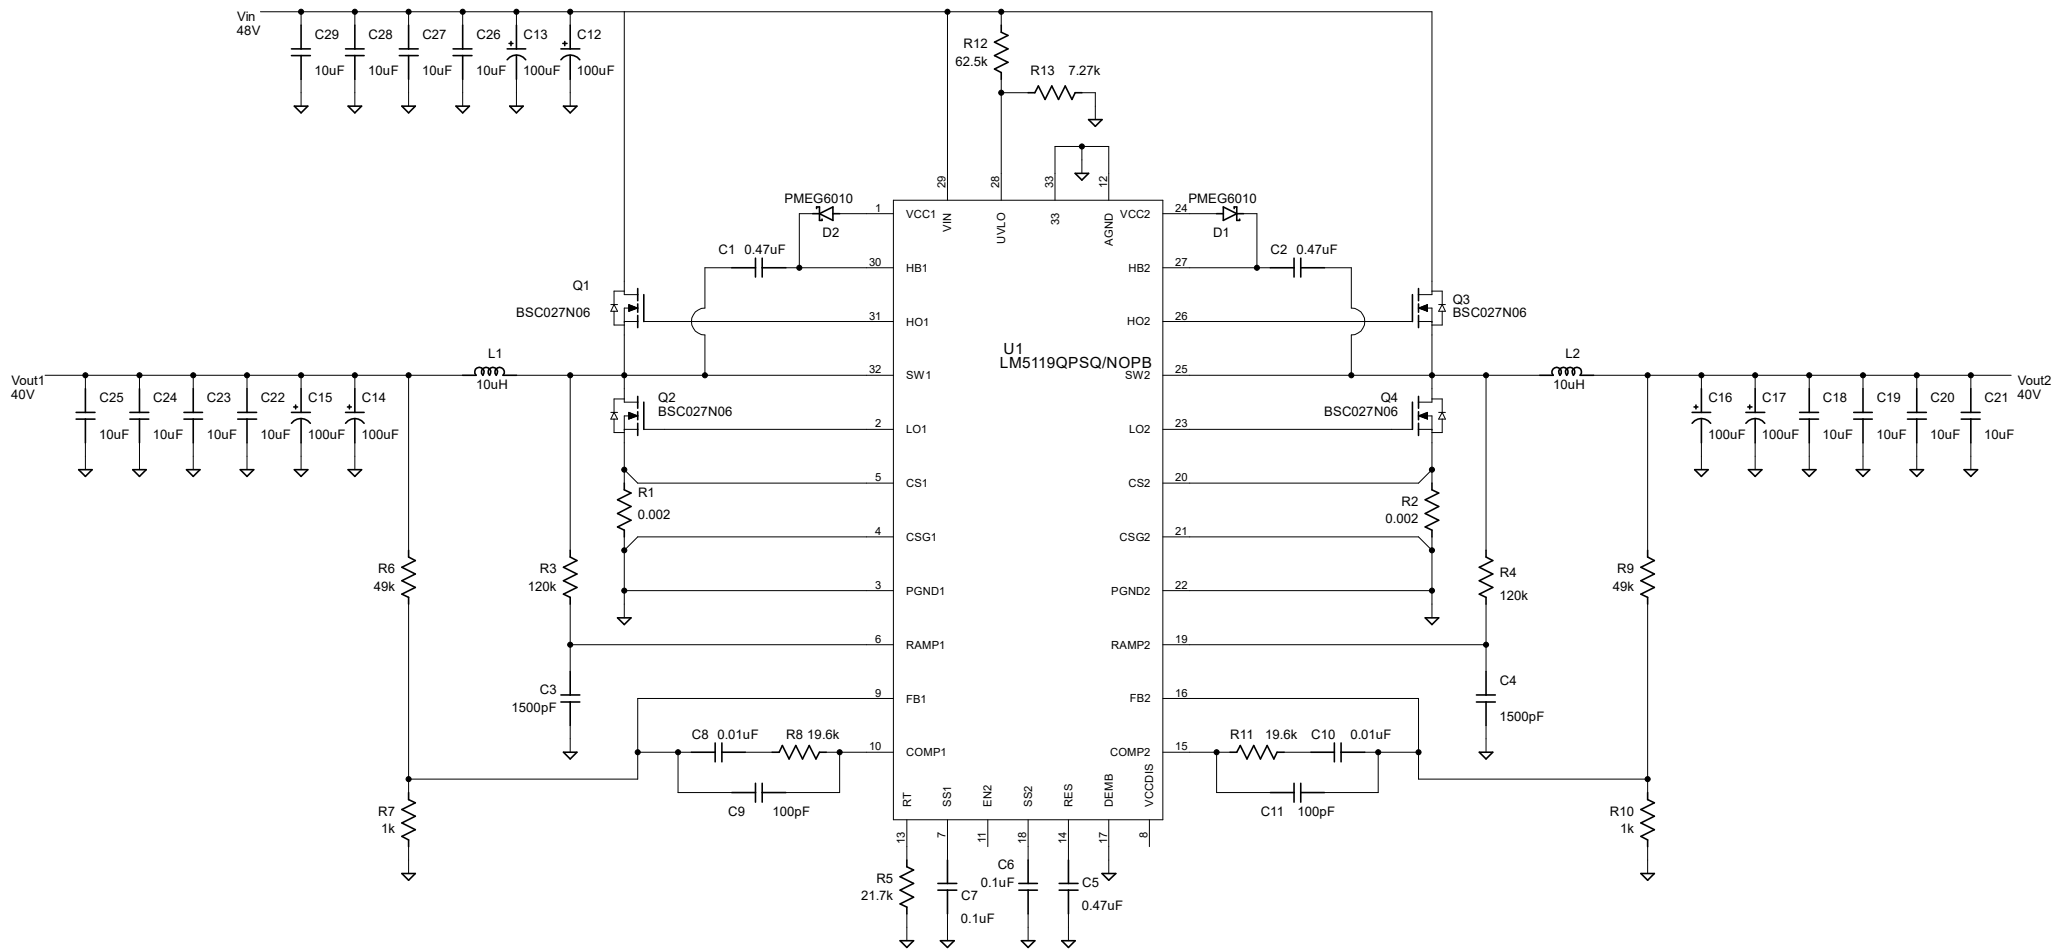 Vin
48V
C29
10uF
C28
10uF
C27
10uF
C26
10uF
C13
+
100uF
C12
+
100uF
R12
62.5k
R13 7.27k
29
28
33
12
VIN
UVLO
33
AGND
PMEG6010
D2
1
VCC1
C1 0.47uF
30
HB1
Q1
BSC027N06
31
HO1
32
SW1
Q2
BSC027N06
2
LO1
5
CS1
R1
0.002
4
CSG1
3
PGND1
6
RAMP1
9
FB1
10
COMP1
U1
LM5119QPSQ/NOPB
PMEG6010
D1
24
VCC2
C2 0.47uF
27
HB2
Q3
BSC027N06
26
HO2
25
SW2
Q4
BSC027N06
23
LO2
20
CS2
R2
0.002
21
CSG2
22
PGND2
19
RAMP2
16
FB2
15
COMP2
Vout1
40V
C25
10uF
C24
10uF
C23
10uF
C22
10uF
C15
+
100uF
C14
+
100uF
L1
10uH
R6
49k
R3
120k
C3
1500pF
C8 0.01uF
R8 19.6k
C9 100pF
R7
1k
L2
10uH
Vout2
40V
C16
+
100uF
C17
+
100uF
C18
10uF
C19
10uF
C20
10uF
C21
10uF
R4
120k
R9
49k
C4
1500pF
R11 19.6k
C10 0.01uF
C11 100pF
R10
1k
RT
SS1
EN2
SS2
RES
DEMB
VCCDIS
13
7
11
18
14
17
8
R5
21.7k
C7
0.1uF
C6
0.1uF
C5
0.47uF